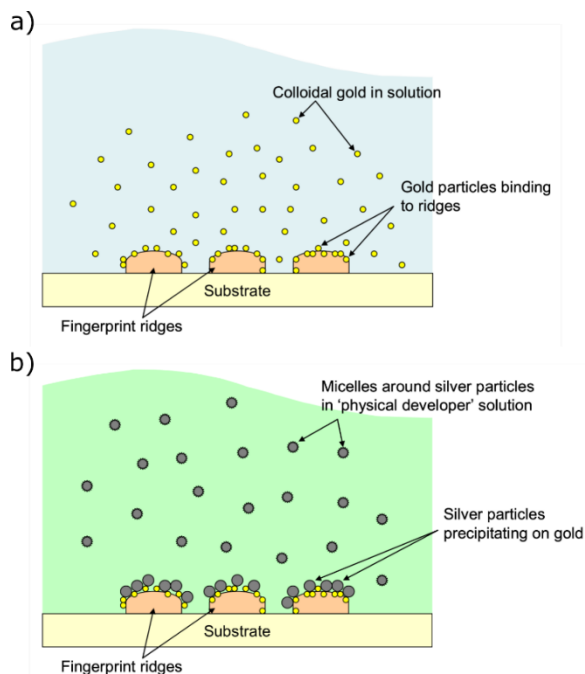 a)
Colloidal gold in solution
Gold particles binding
to ridges
Substrate
Fingerprint ridges
b)
Micelles around silver particles
in ‘physical developer’ solution
Silver particles
precipitating on gold
Substrate
Fingerprint ridges